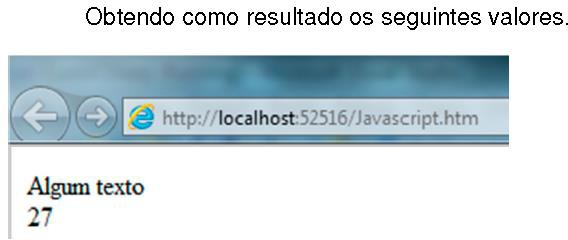 Obtendo como resultado os seguintes valores.
http://localhost:52516/Javascript.htm
Algum texto
27